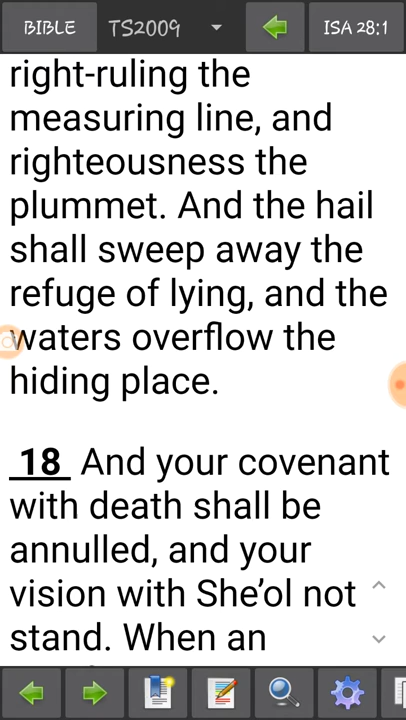 BIBLE TS2009 ISA 28:1
right-ruling the
measuring line, and
righteousness the
plummet. And the hail
shall sweep away the
refuge of lying, and the
waters overflow the
hiding place.
18 And your covenant
with death shall be
annulled, and your
vision with She’ol not
stand. When an